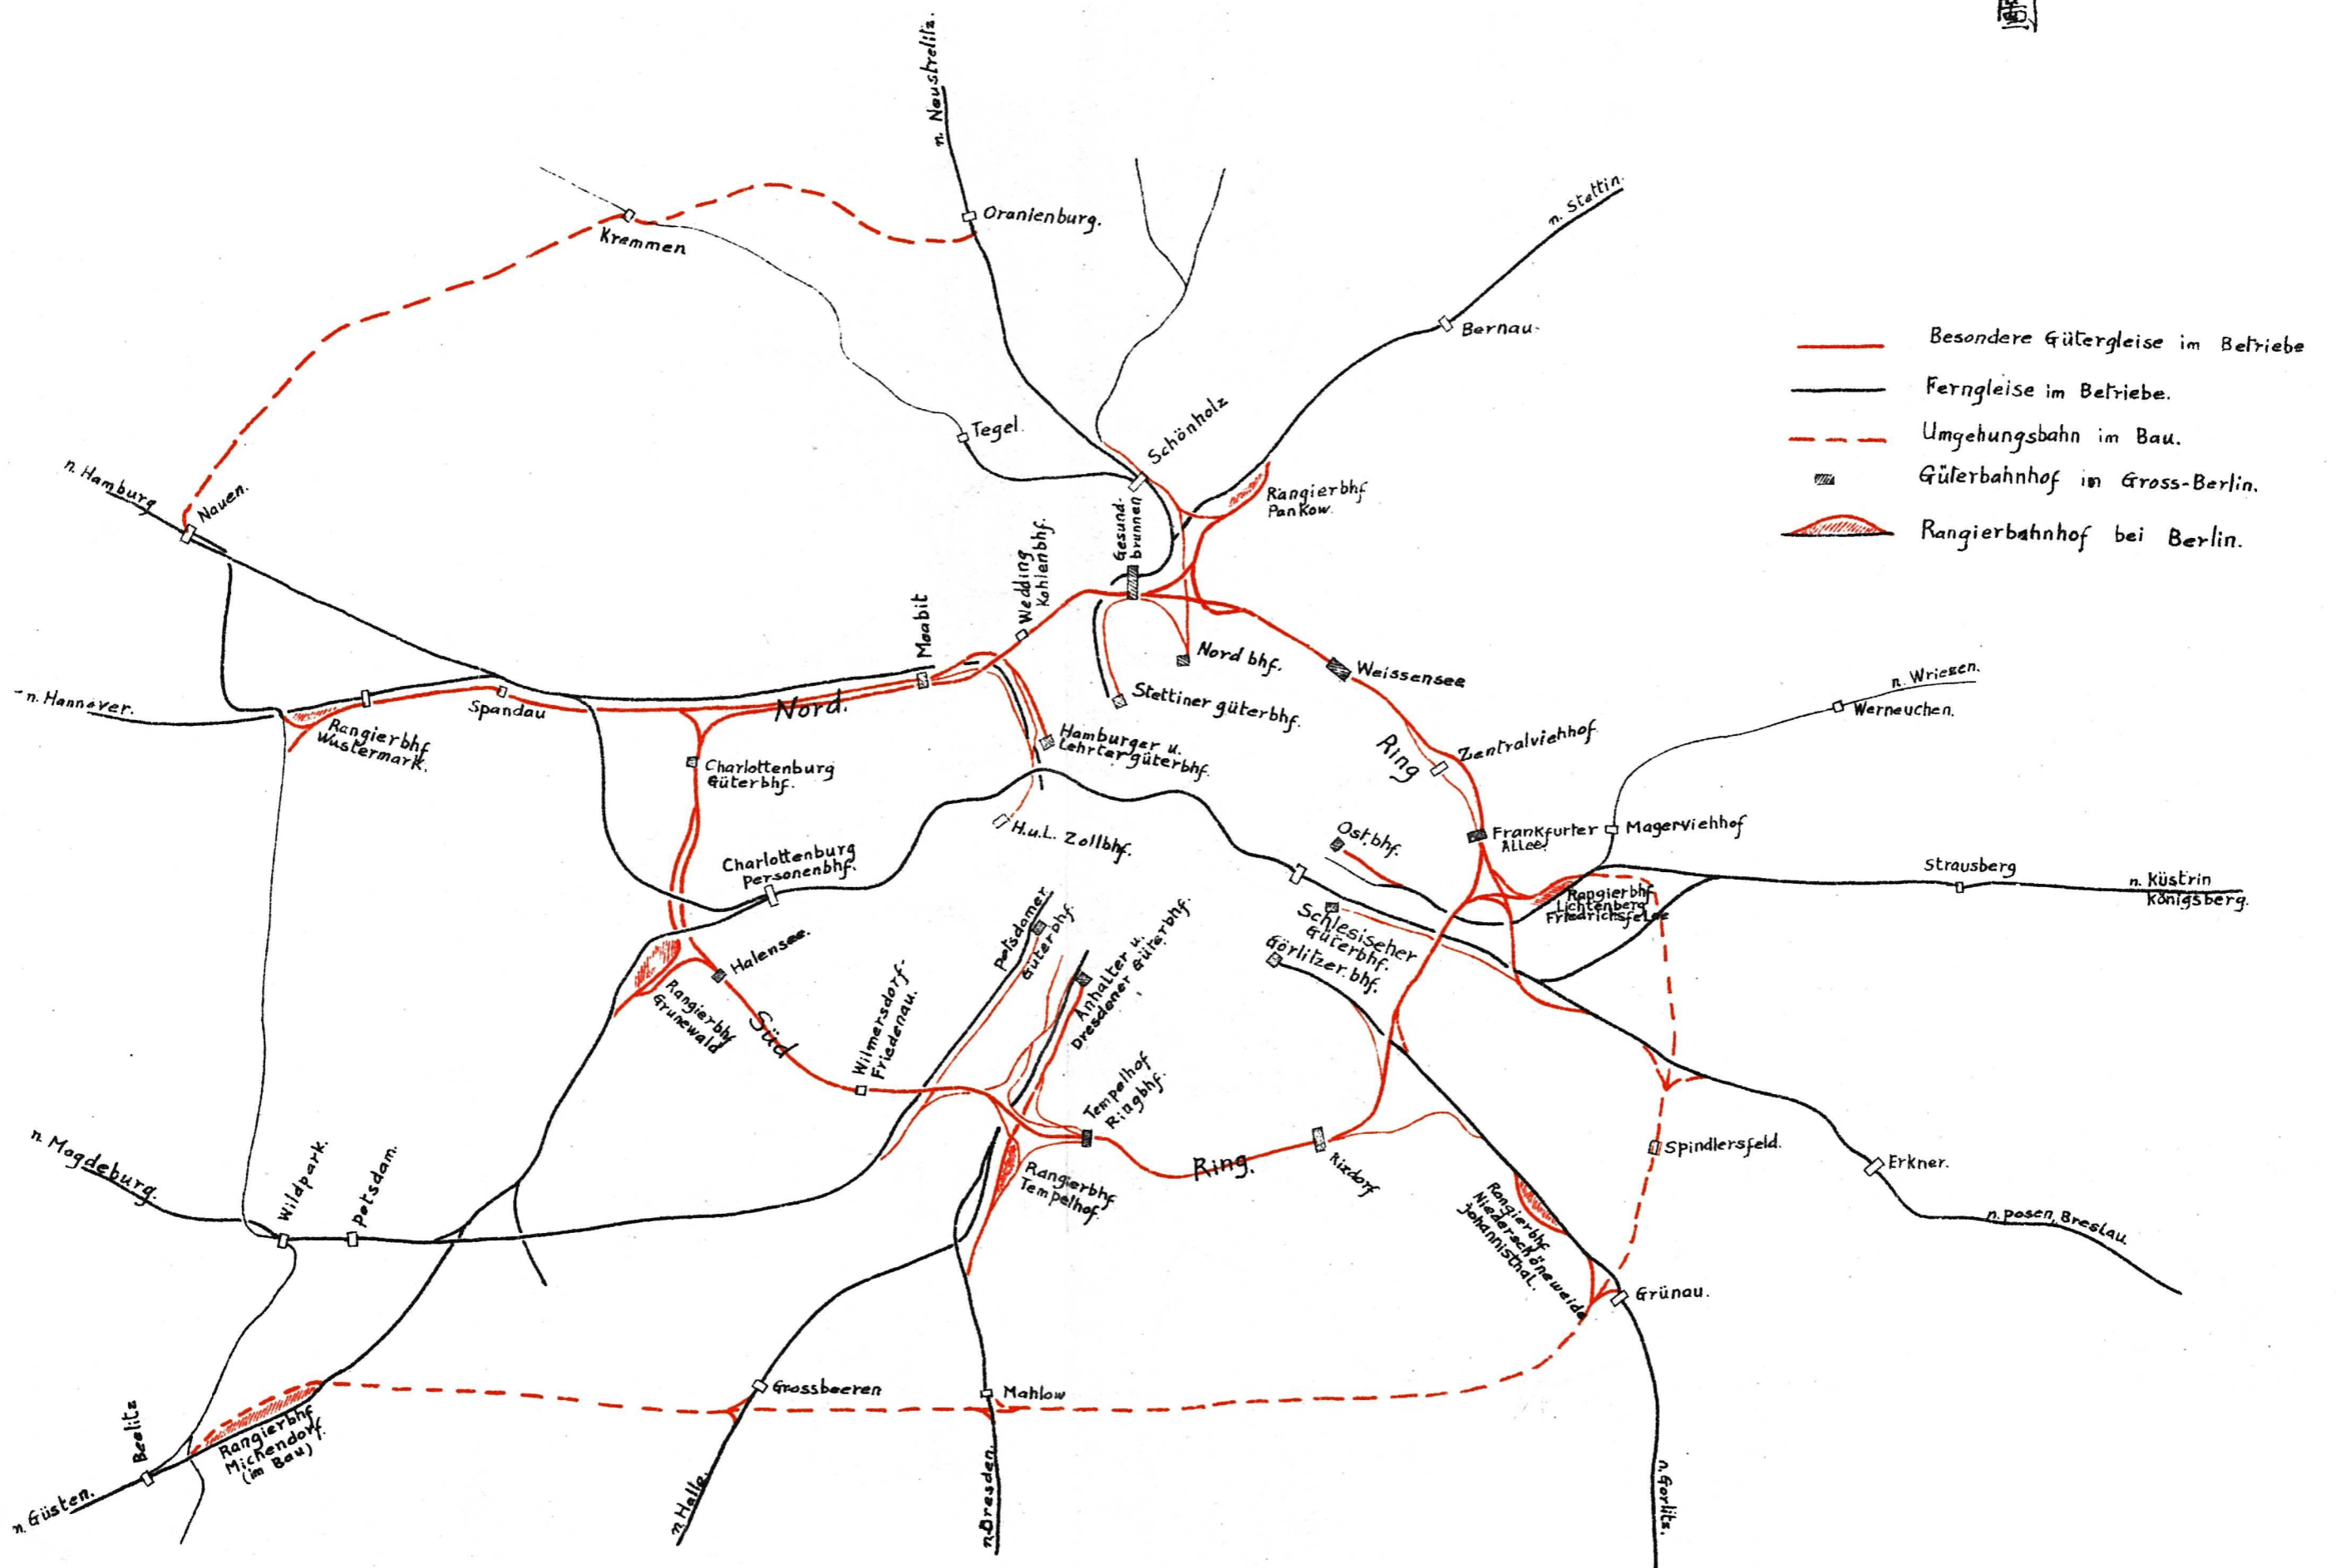 圖
n. Neustrelitz.
Oranienburg.
Kremmen
n. Stettin.
Bernau.
Besondere Gütergleise im Betriebe
Ferngleise im Betriebe.
Umgehungsbahn im Bau.
Güterbahnhof in Gross-Berlin.
Rangierbahnhof bei Berlin.
Tegel.
Schönholz
n. Hamburg
Nauen.
Rangierbhf
Pankow.
Gesund-
brunnen
Wedding
Kohlenbhf.
Moabit
Nord bhf.
Weissensee
Stettiner güterbhf.
n. Hannover.
Spandau
Nord.
Rangierbhf
Wustermark.
Hamburger u.
Lehrter güterbhf.
Charlottenburg
Güterbhf.
Ring
Zentralviehhof.
n. Wriezen.
Werneuchen.
H.u.L. Zollbhf.
Ost.bhf.
Frankfurter
Allee.
Magerviehhof
Charlottenburg
Personenbhf.
Strausberg
n. Küstrin
Königsberg.
Rangierbhf
Lichtenberg
Friedrichsfelde
Halensee.
Potsdamer
Güterbhf.
Anhalter u.
Dresdener Güterbhf.
Schlesischer
Güterbhf.
Görlitzer. bhf.
Rangierbhf
Grunewald
Süd
Wilmersdorf-
Friedenau.
Tempelhof
Ringbhf.
Ring.
Rixdorf
Rangierbhf
Tempelhof.
Spindlersfeld.
Erkner.
n. Posen, Breslau.
n. Magdeburg.
Wildpark.
Potsdam.
Rangierbhf
Niederschöneweide
Johannisthal.
Grünau.
Grossbeeren
Mahlow
Beelitz
Rangierbhf
Michendorf.
(im Bau)
n. Güsten.
n. Halle.
n. Dresden.
n. Görlitz.